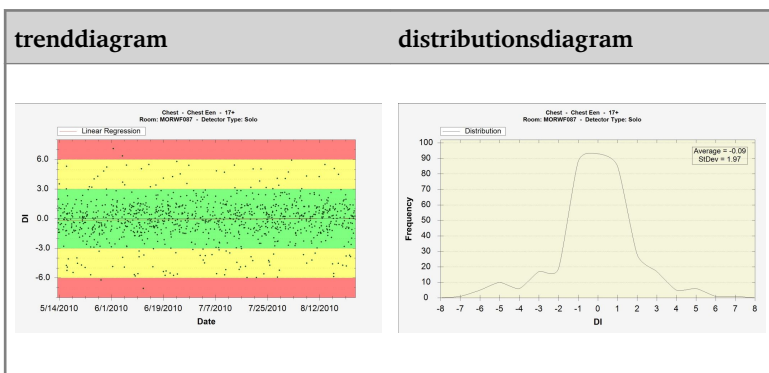 trenddiagram
distributionsdiagram
Chest - Chest Een - 17+
Room: MORWF087 - Detector Type: Solo
Linear Regression
DI
6.0
3.0
0.0
-3.0
-6.0
5/14/2010 6/1/2010 6/19/2010 7/7/2010 7/25/2010 8/12/2010
Date
Chest - Chest Een - 17+
Room: MORWF087 - Detector Type: Solo
Distribution
Average = -0.09
StDev = 1.97
Frequency
100
90
80
70
60
50
40
30
20
10
0
-8 -7 -6 -5 -4 -3 -2 -1 0 1 2 3 4 5 6 7 8
DI